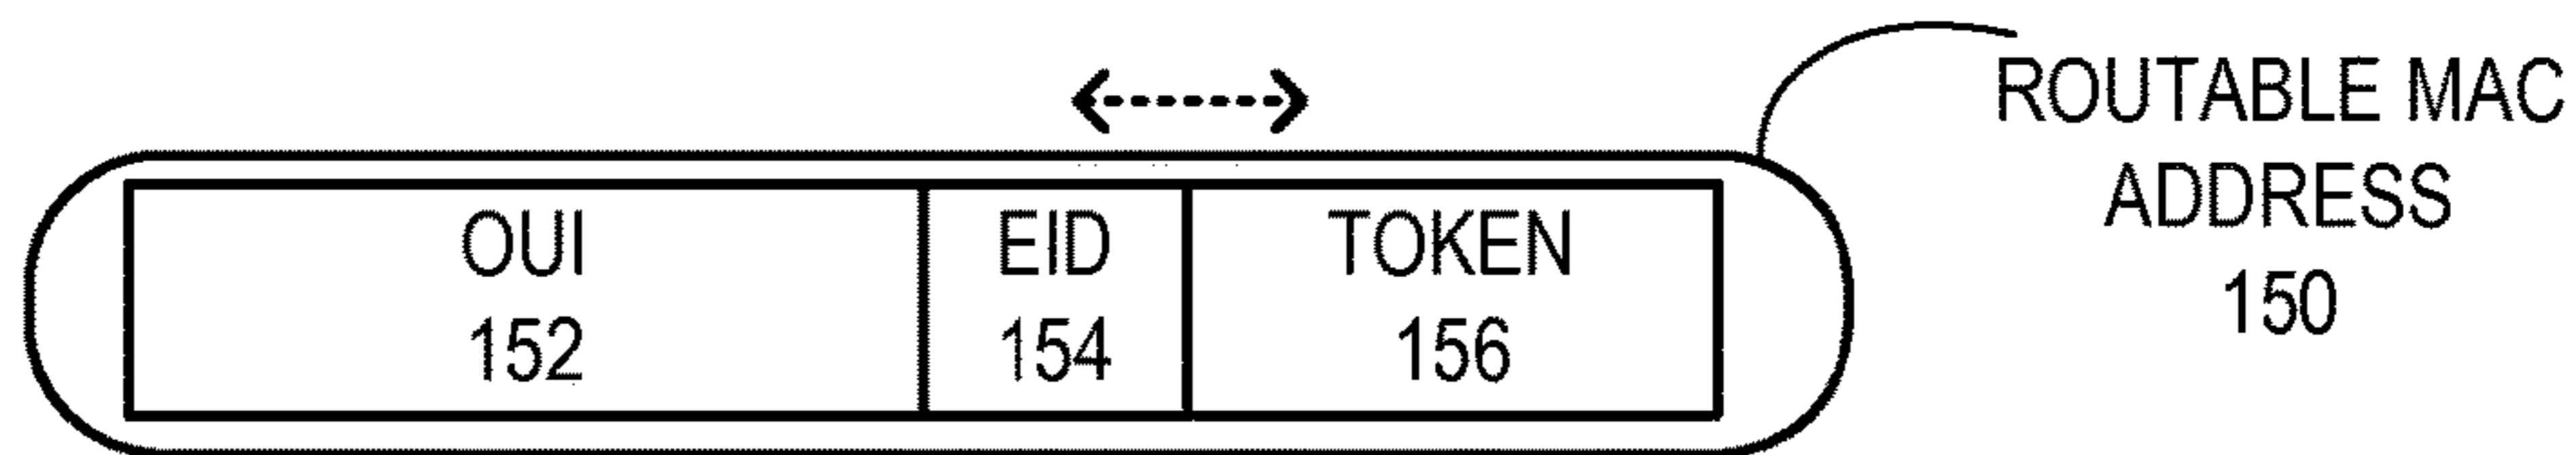 ROUTABLE MAC
ADDRESS
150
OUI
152
EID
154
TOKEN
156